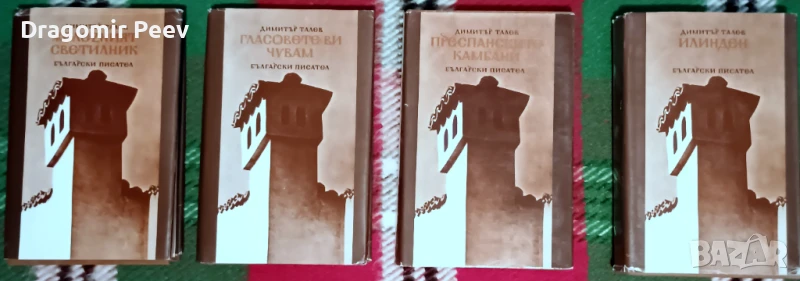 Dragomir Peev
СВЕТИЛНИК
БЪЛГАРСКИ ПИСАТЕЛ
ДИМИТЪР ТАЛЕВ
ГЛАСОВЕТЕ ВИ
ЧУВАМ
БЪЛГАРСКИ ПИСАТЕЛ
ДИМИТЪР ТАЛЕВ
ПРЕСПАНСКИТЕ
КАМБАНИ
БЪЛГАРСКИ ПИСАТЕЛ
ДИМИТЪР ТАЛЕВ
ИЛИНДЕН
БЪЛГАРСКИ ПИСАТЕЛ
BAZAR